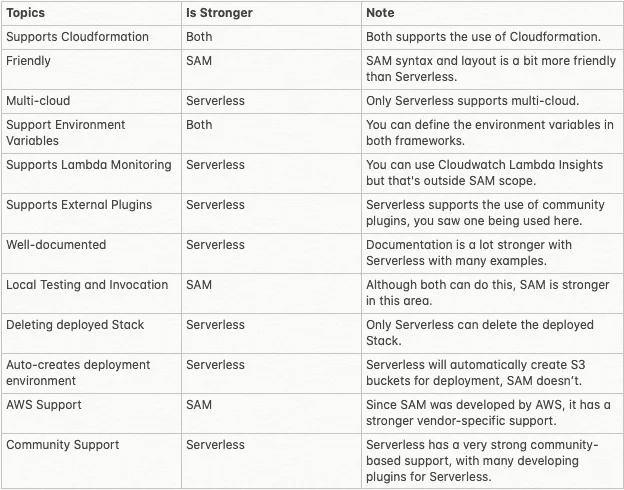 Topics Is Stronger Note
Supports Cloudformation Both Both supports the use of Cloudformation.
Friendly SAM SAM syntax and layout is a bit more friendly
than Serverless.
Multi-cloud Serverless Only Serverless supports multi-cloud.
Support Environment Both You can define the environment variables in
Variables both frameworks.
Supports Lambda Monitoring Serverless You can use Cloudwatch Lambda Insights
but that's outside SAM scope.
Supports External Plugins Serverless Serverless supports the use of community
plugins, you saw one being used here.
Well-documented Serverless Documentation is a lot stronger with
Serverless with many examples.
Local Testing and Invocation SAM Although both can do this, SAM is stronger
in this area.
Deleting deployed Stack Serverless Only Serverless can delete the deployed
Stack.
Auto-creates deployment Serverless Serverless will automatically create S3
environment buckets for deployment, SAM doesn't.
AWS Support SAM Since SAM was developed by AWS, it has a
stronger vendor-specific support.
Community Support Serverless Serverless has a very strong community-
based support, with many developing
plugins for Serverless.